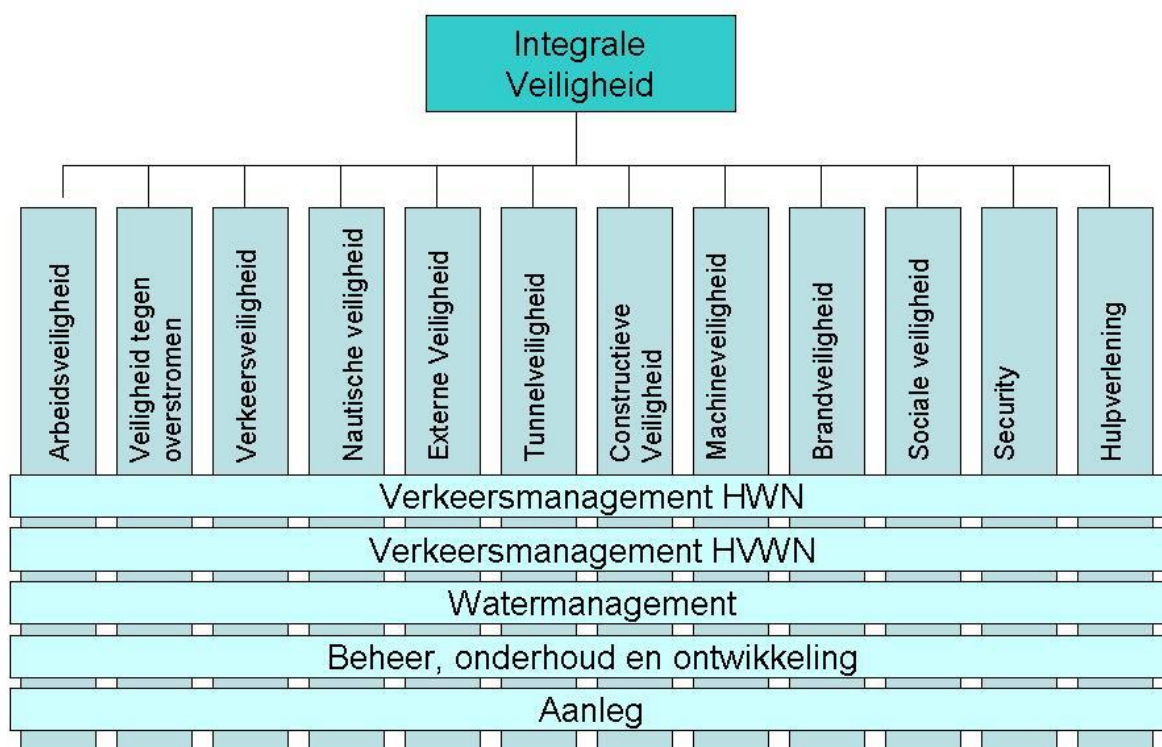 Integrale
Veiligheid
Arbeidsveiligheid
Veiligheid tegen
overstromen
Verkeersveiligheid
Nautische veiligheid
Externe Veiligheid
Tunnelveiligheid
Constructieve
Veiligheid
Machineveiligheid
Brandveiligheid
Sociale veiligheid
Security
Hulpverlening
Verkeersmanagement HWN
Verkeersmanagement HVWN
Watermanagement
Beheer, onderhoud en ontwikkeling
Aanleg